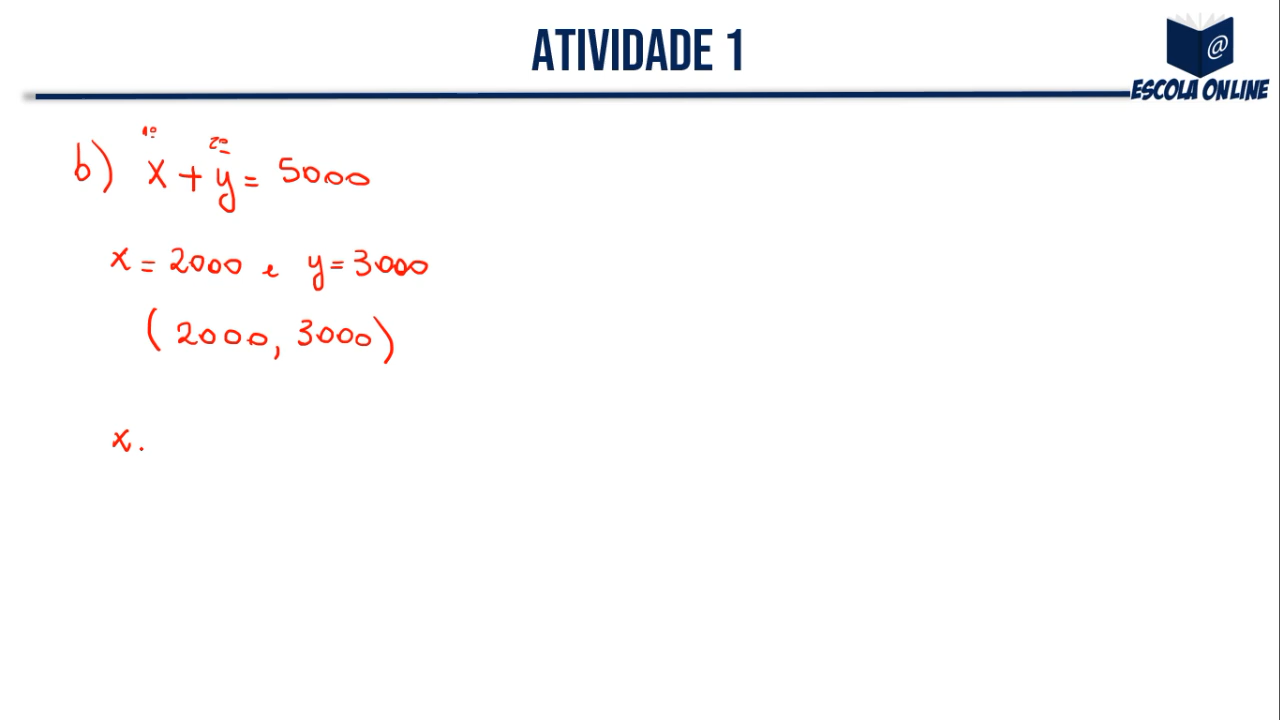 ATIVIDADE 1
@
ESCOLA ONLINE
1º 2º
b) x + y = 5000
x = 2000 e y = 3000
(2000, 3000)
x.